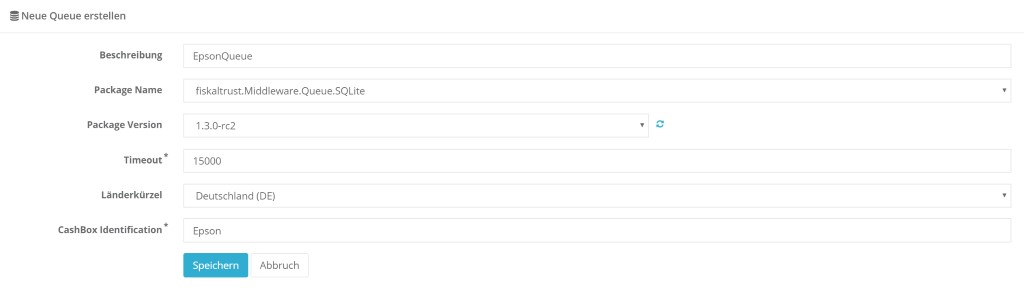 Neue Queue erstellen
Beschreibung EpsonQueue
Package Name fiskaltrust.Middleware.Queue.SQLite
Package Version 1.3.0-rc2
Timeout* 15000
Länderkürzel Deutschland (DE)
CashBox Identification* Epson
Speichern Abbruch